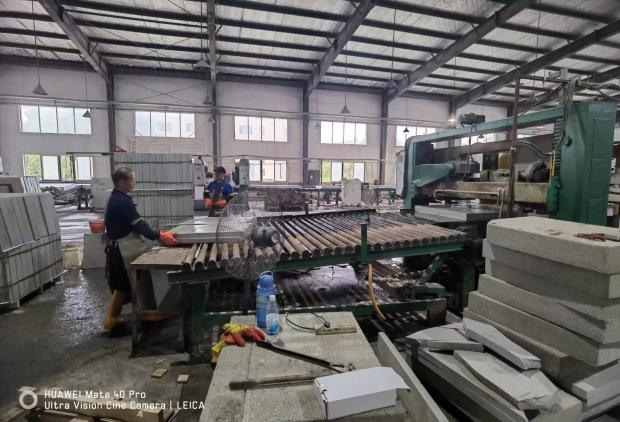 HUAWEI Mate 40 Pro
Ultra Vision Cine Camera | LEICA